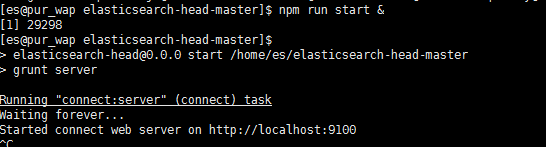 [es@pur_wap elasticsearch-head-master]$ npm run start &
[1] 29298
[es@pur_wap elasticsearch-head-master]$
> elasticsearch-head@0.0.0 start /home/es/elasticsearch-head-master
> grunt server
Running "connect:server" (connect) task
Waiting forever...
Started connect web server on http://localhost:9100
^C